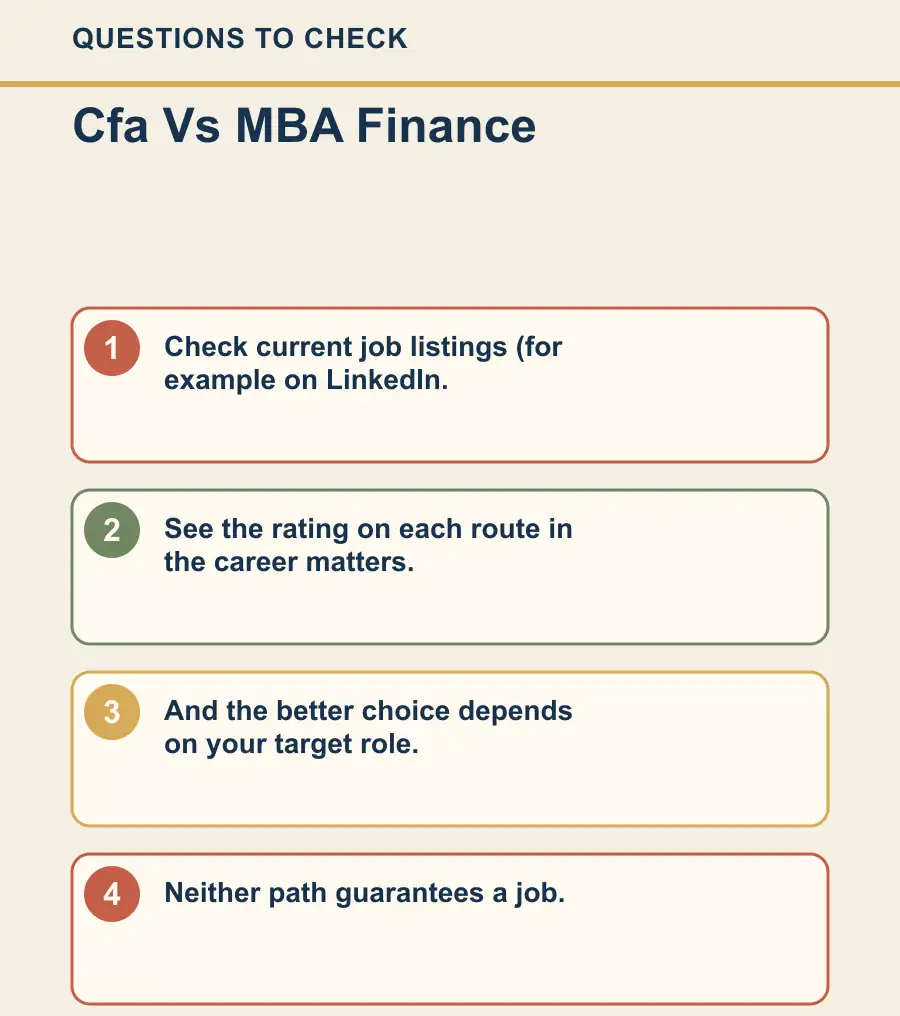 QUESTIONS TO CHECK
Cfa Vs MBA Finance
1
Check current job listings (for
example on LinkedIn.
2
See the rating on each route in
the career matters.
3
And the better choice depends
on your target role.
4
Neither path guarantees a job.